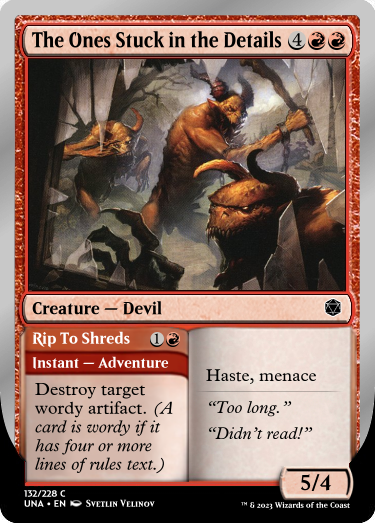 The Ones Stuck in the Details 4
Creature — Devil
Rip To Shreds 1
Instant — Adventure
Destroy target
wordy artifact. (A
card is wordy if it
has four or more
lines of rules text.)
Haste, menace
“Too long.”
“Didn’t read!”
5/4
132/228 C
UNA • EN Svetlin Velinov
™ & 2023 Wizards of the Coast